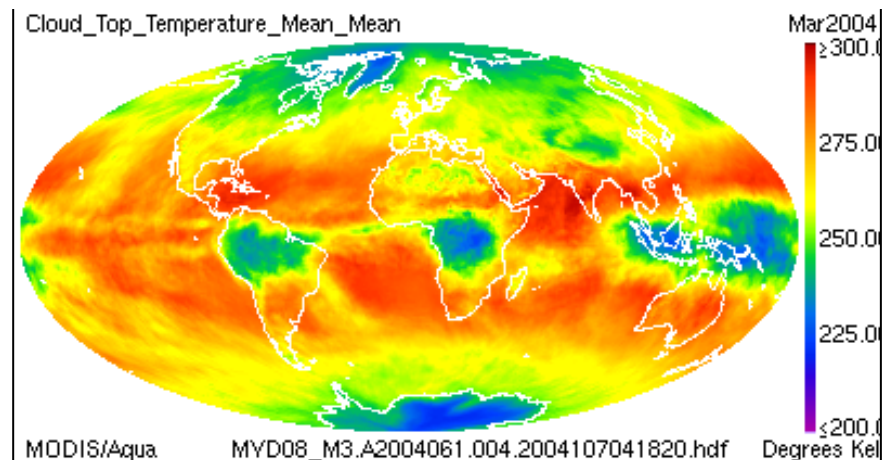 Cloud_Top_Temperature_Mean_Mean Mar2004
≥300.0
275.00
250.00
225.00
≤200.0
MODIS/Aqua MYD08_M3.A2004061.004.2004107041820.hdf Degrees Kel